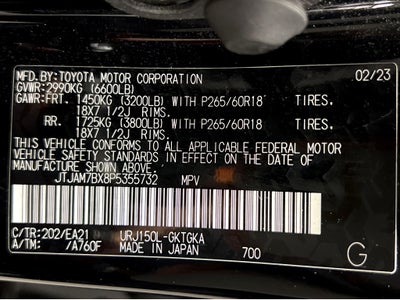 MFD.BY:TOYOTA MOTOR CORPORATION 02/23
GVWR:2990KG (6600LB)
GAWR:FRT. 1450KG (3200LB) WITH P265/60R18 TIRES.
18X7 1/2J RIMS.
RR. 1725KG (3800LB) WITH P265/60R18 TIRES.
18X7 1/2J RIMS.
THIS VEHICLE CONFORMS TO ALL APPLICABLE FEDERAL MOTOR
VEHICLE SAFETY STANDARDS IN EFFECT ON THE DATE OF
MANUFACTURE SHOWN ABOVE.
JTJAM7BX8P5355732 MPV
C/TR:202/EA21 URJ150L-GKTGKA
A/TM: /A760F MADE IN JAPAN 700 G